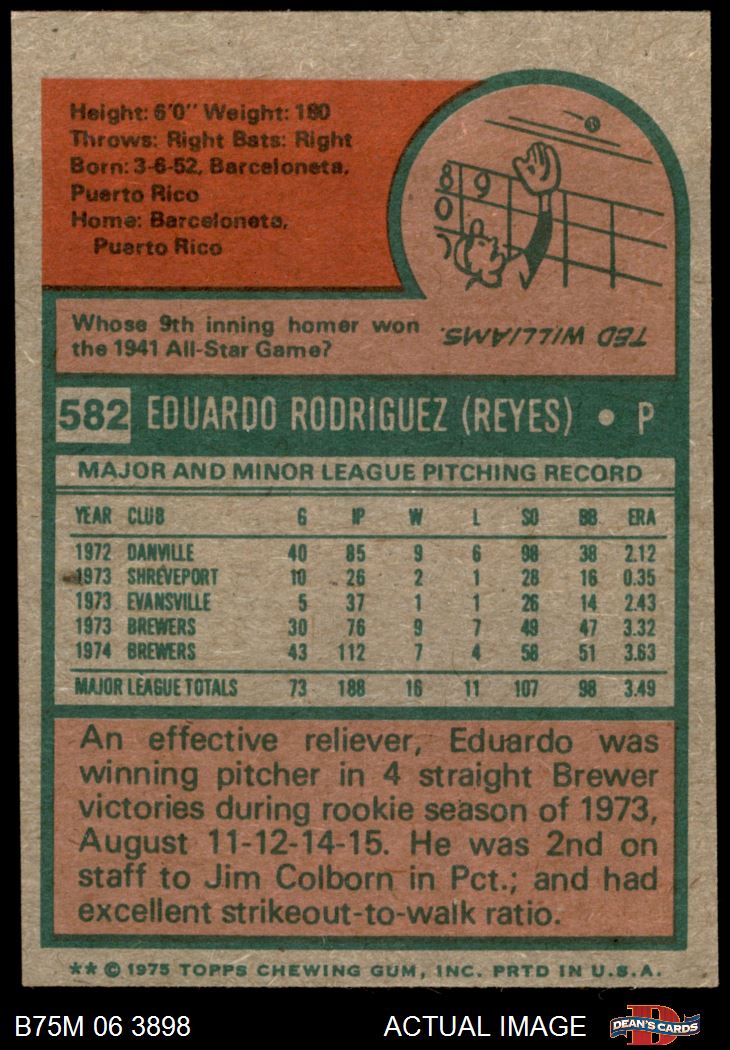 Height: 6'0" Weight: 180
Throws: Right Bats: Right
Born: 3-6-52, Barceloneta,
Puerto Rico
Home: Barceloneta,
Puerto Rico
8 9
0
Whose 9th inning homer won
the 1941 All-Star Game?
TED WILLIAMS.
582 EDUARDO RODRIGUEZ (REYES) • P
MAJOR AND MINOR LEAGUE PITCHING RECORD
YEAR CLUB G IP W L SO BB ERA
1972 DANVILLE 40 85 9 6 98 38 2.12
1973 SHREVEPORT 10 26 2 1 28 16 0.35
1973 EVANSVILLE 5 37 1 1 26 14 2.43
1973 BREWERS 30 76 9 7 49 47 3.32
1974 BREWERS 43 112 7 4 58 51 3.63
MAJOR LEAGUE TOTALS 73 188 16 11 107 98 3.49
An effective reliever, Eduardo was
winning pitcher in 4 straight Brewer
victories during rookie season of 1973,
August 11-12-14-15. He was 2nd on
staff to Jim Colborn in Pct.; and had
excellent strikeout-to-walk ratio.
** © 1975 TOPPS CHEWING GUM, INC. PRTD IN U.S.A.
B75M 06 3898 ACTUAL IMAGE D DEAN'S CARDS